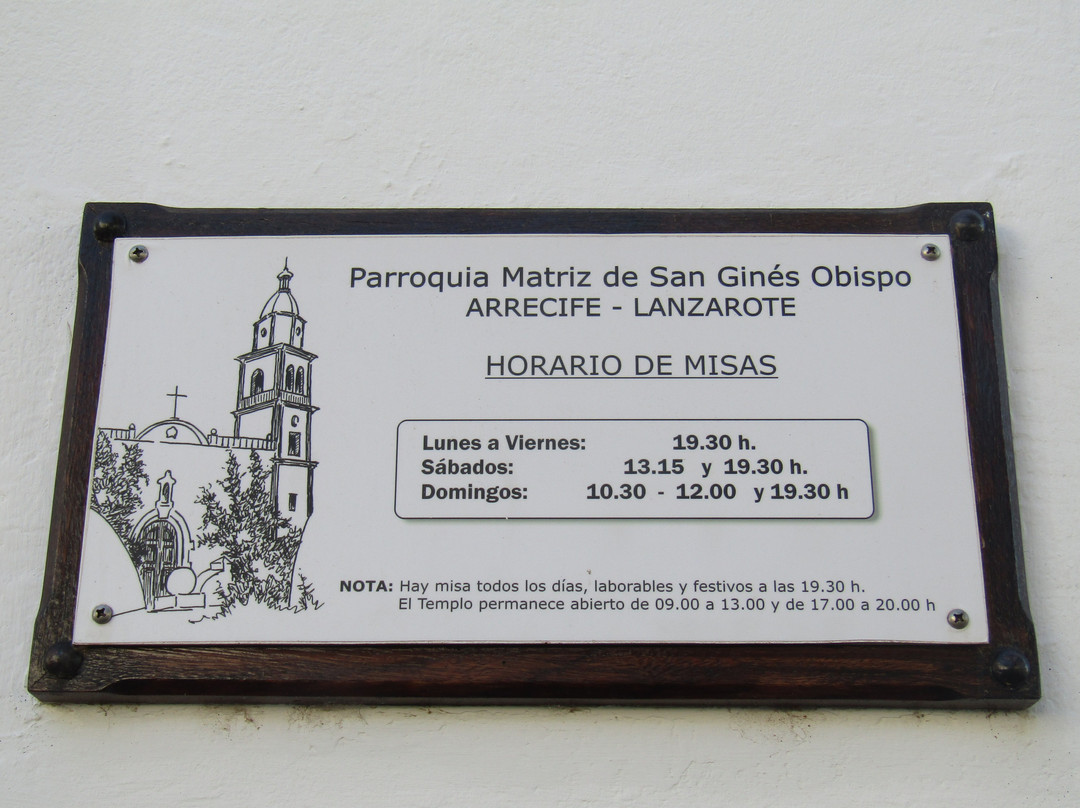 Parroquia Matriz de San Ginés Obispo
ARRECIFE - LANZAROTE
HORARIO DE MISAS
Lunes a Viernes: 19.30 h.
Sábados: 13.15 y 19.30 h.
Domingos: 10.30 - 12.00 y 19.30 h
NOTA: Hay misa todos los días, laborables y festivos a las 19.30 h.
El Templo permanece abierto de 09.00 a 13.00 y de 17.00 a 20.00 h